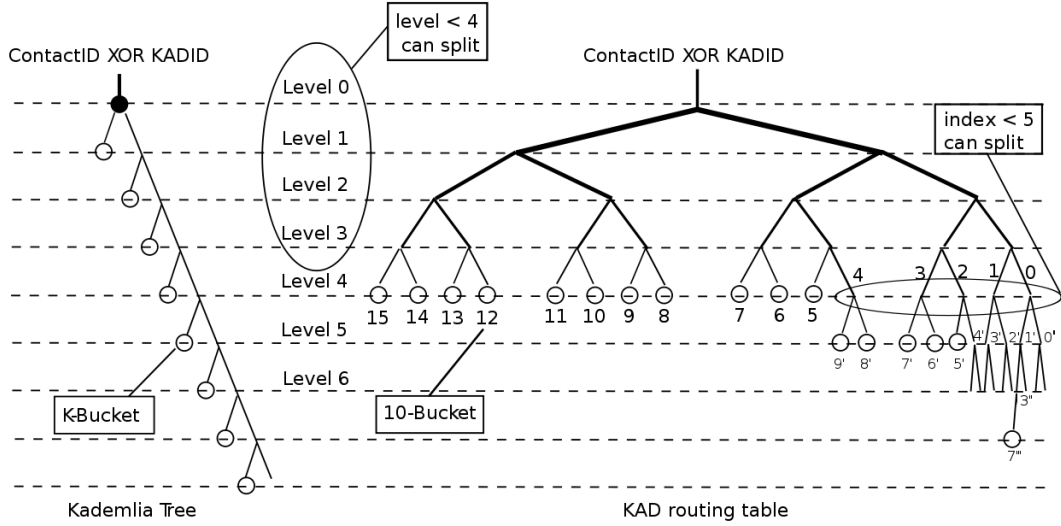 level < 4
can split
ContactID XOR KADID
ContactID XOR KADID
Level 0
index < 5
can split
Level 1
Level 2
Level 3
Level 4
4 3 2 1 0
15 14 13 12 11 10 9 8 7 6 5
Level 5
4' 3' 2' 1' 0'
9' 8' 7' 6' 5'
Level 6
K-Bucket
10-Bucket
3"
7'''
Kademlia Tree
KAD routing table